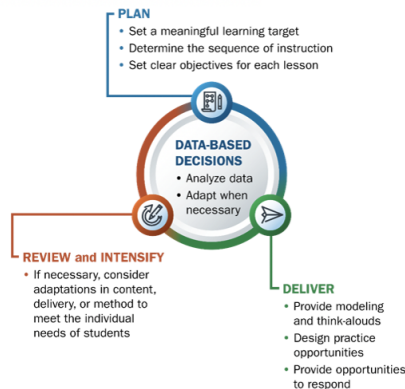 PLAN
• Set a meaningful learning target
• Determine the sequence of instruction
• Set clear objectives for each lesson
DATA-BASED
DECISIONS
• Analyze data
• Adapt when
necessary
REVIEW and INTENSIFY
• If necessary, consider
adaptations in content,
delivery, or method to
meet the individual
needs of students
DELIVER
• Provide modeling
and think-alouds
• Design practice
opportunities
• Provide opportunities
to respond